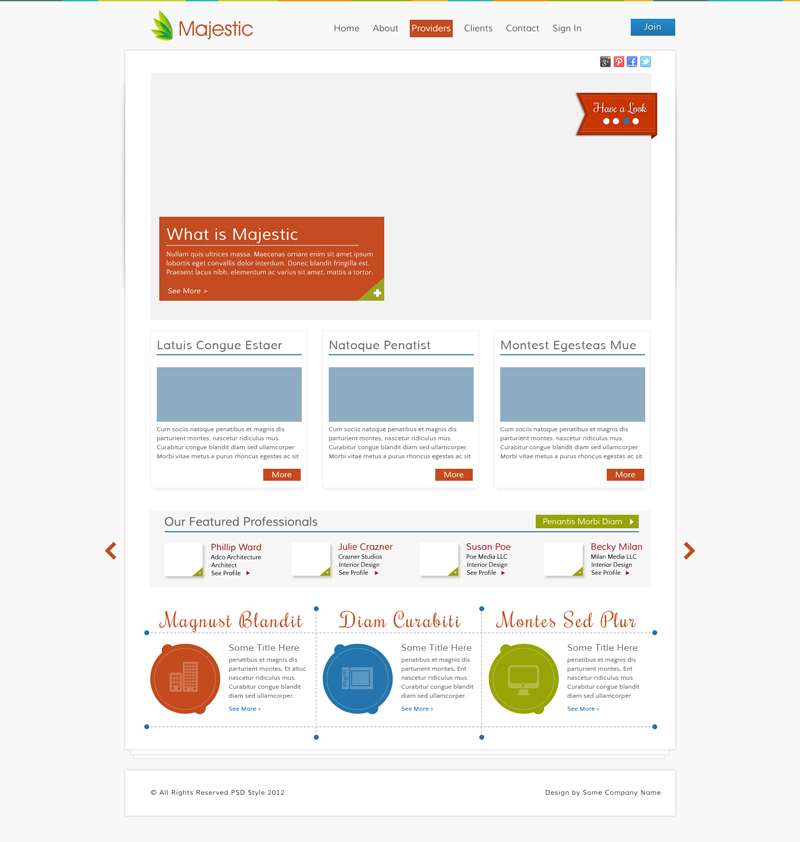 Majestic
Home About Providers Clients Contact Sign In
Join
Have a Look
What is Majestic
Nullam quis ultrices massa. Maecenas ornare enim sit amet ipsum
lobortis eget convallis dolor interdum. Donec blandit fringilla est.
Praesent lacus nibh, elementum ac varius sit amet, mattis a tortor.
See More >
Latuis Congue Estaer
Cum sociis natoque penatibus et magnis dis
parturient montes, nascetur ridiculus mus.
Curabitur congue blandit diam sed ullamcorper.
Morbi vitae metus a purus rhoncus egestas ac sit
More
Natoque Penatist
Cum sociis natoque penatibus et magnis dis
parturient montes, nascetur ridiculus mus.
Curabitur congue blandit diam sed ullamcorper.
Morbi vitae metus a purus rhoncus egestas ac sit
More
Montest Egesteas Mue
Cum sociis natoque penatibus et magnis dis
parturient montes, nascetur ridiculus mus.
Curabitur congue blandit diam sed ullamcorper.
Morbi vitae metus a purus rhoncus egestas ac sit
More
Our Featured Professionals
Penantis Morbi Diam
Phillip Ward
Adco Architecture
Architect
See Profile
Julie Crazner
Crazner Studios
Interior Design
See Profile
Susan Poe
Poe Media LLC
Interior Design
See Profile
Becky Milan
Milan Media LLC
Interior Design
See Profile
Magnust Blandit
Some Title Here
penatibus et magnis dis
parturient montes, Et altuc
nascetur ridiculus mus.
Curabitur congue blandit
diam sed ullamcorper.
See More >
Diam Curabiti
Some Title Here
penatibus et magnis dis
parturient montes, Ent
nascetur ridiculus mus.
Curabitur congue blandit
diam sed ullamcorper.
See More >
Montes Sed Plur
Some Title Here
penatibus et magnis dis
parturient montes, Ent
nascetur ridiculus mus.
Curabitur congue blandit
diam sed ullamcorper.
See More >
© All Rights Reserved PSD Style 2012
Design by Some Company Name